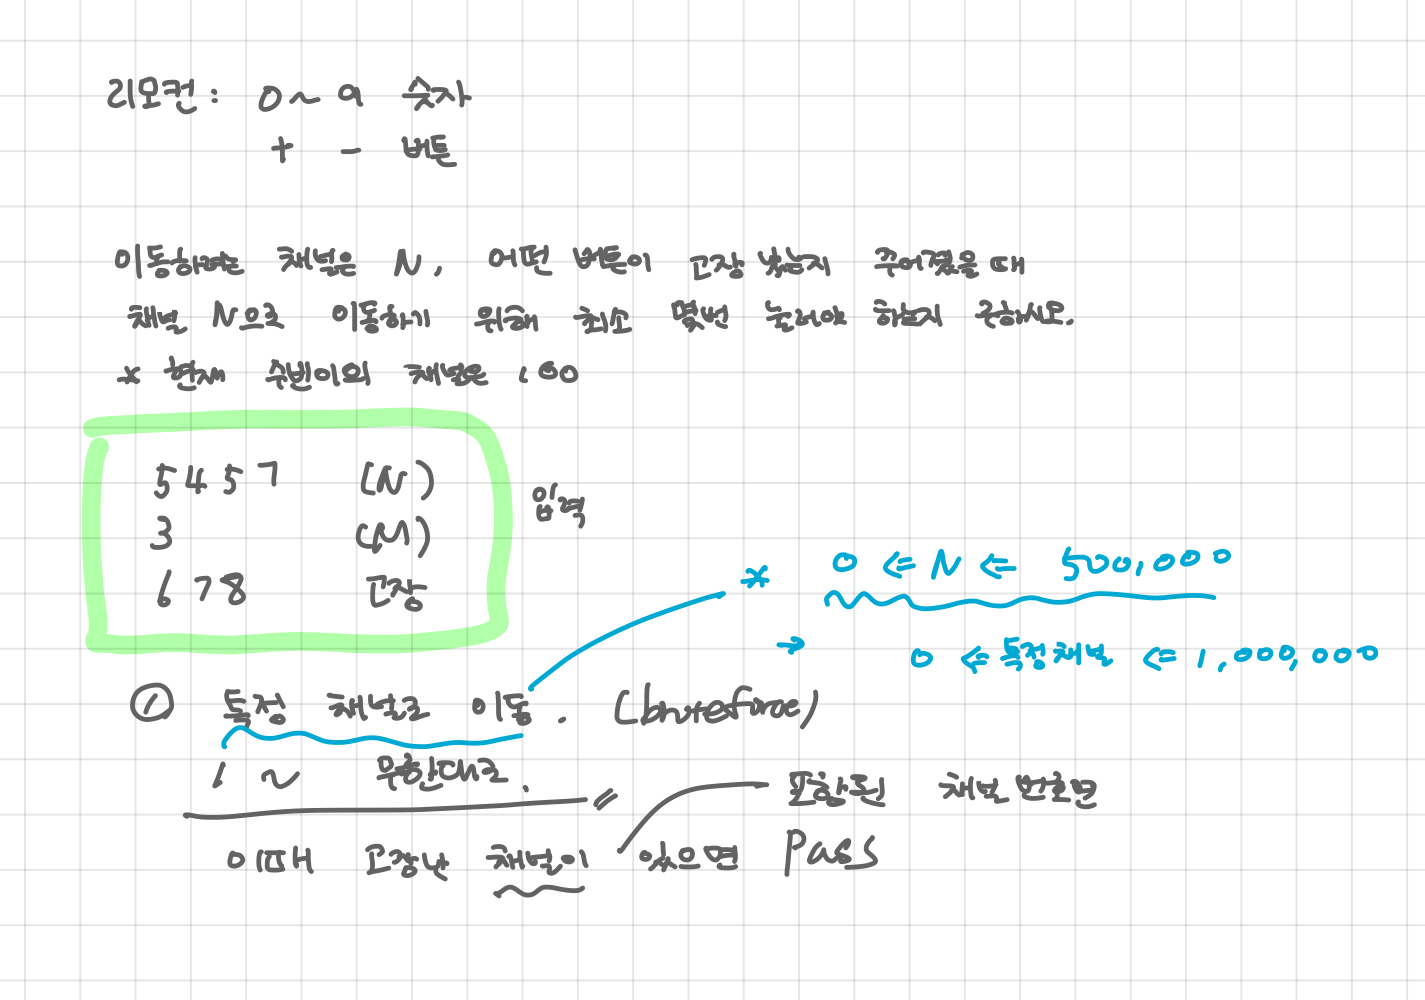 리모컨 : 0 ~ 9 숫자
+ - 버튼
이동하려는 채널은 N, 어떤 버튼이 고장 났는지 주어졌을 때
채널 N으로 이동하기 위해 최소 몇번 눌러야 하는지 구하시오.
* 현재 수빈이의 채널은 100
5457 (N)
3 (M)
6 7 8 고장
입력
* 0 <= N <= 500,000
→ 0 <= 특정채널 <= 1,000,000
① 특정 채널로 이동. (bruteforce)
1 ~ 무한대로.
이때 고장난 채널이 있으면 Pass
포함된 채널 번호면